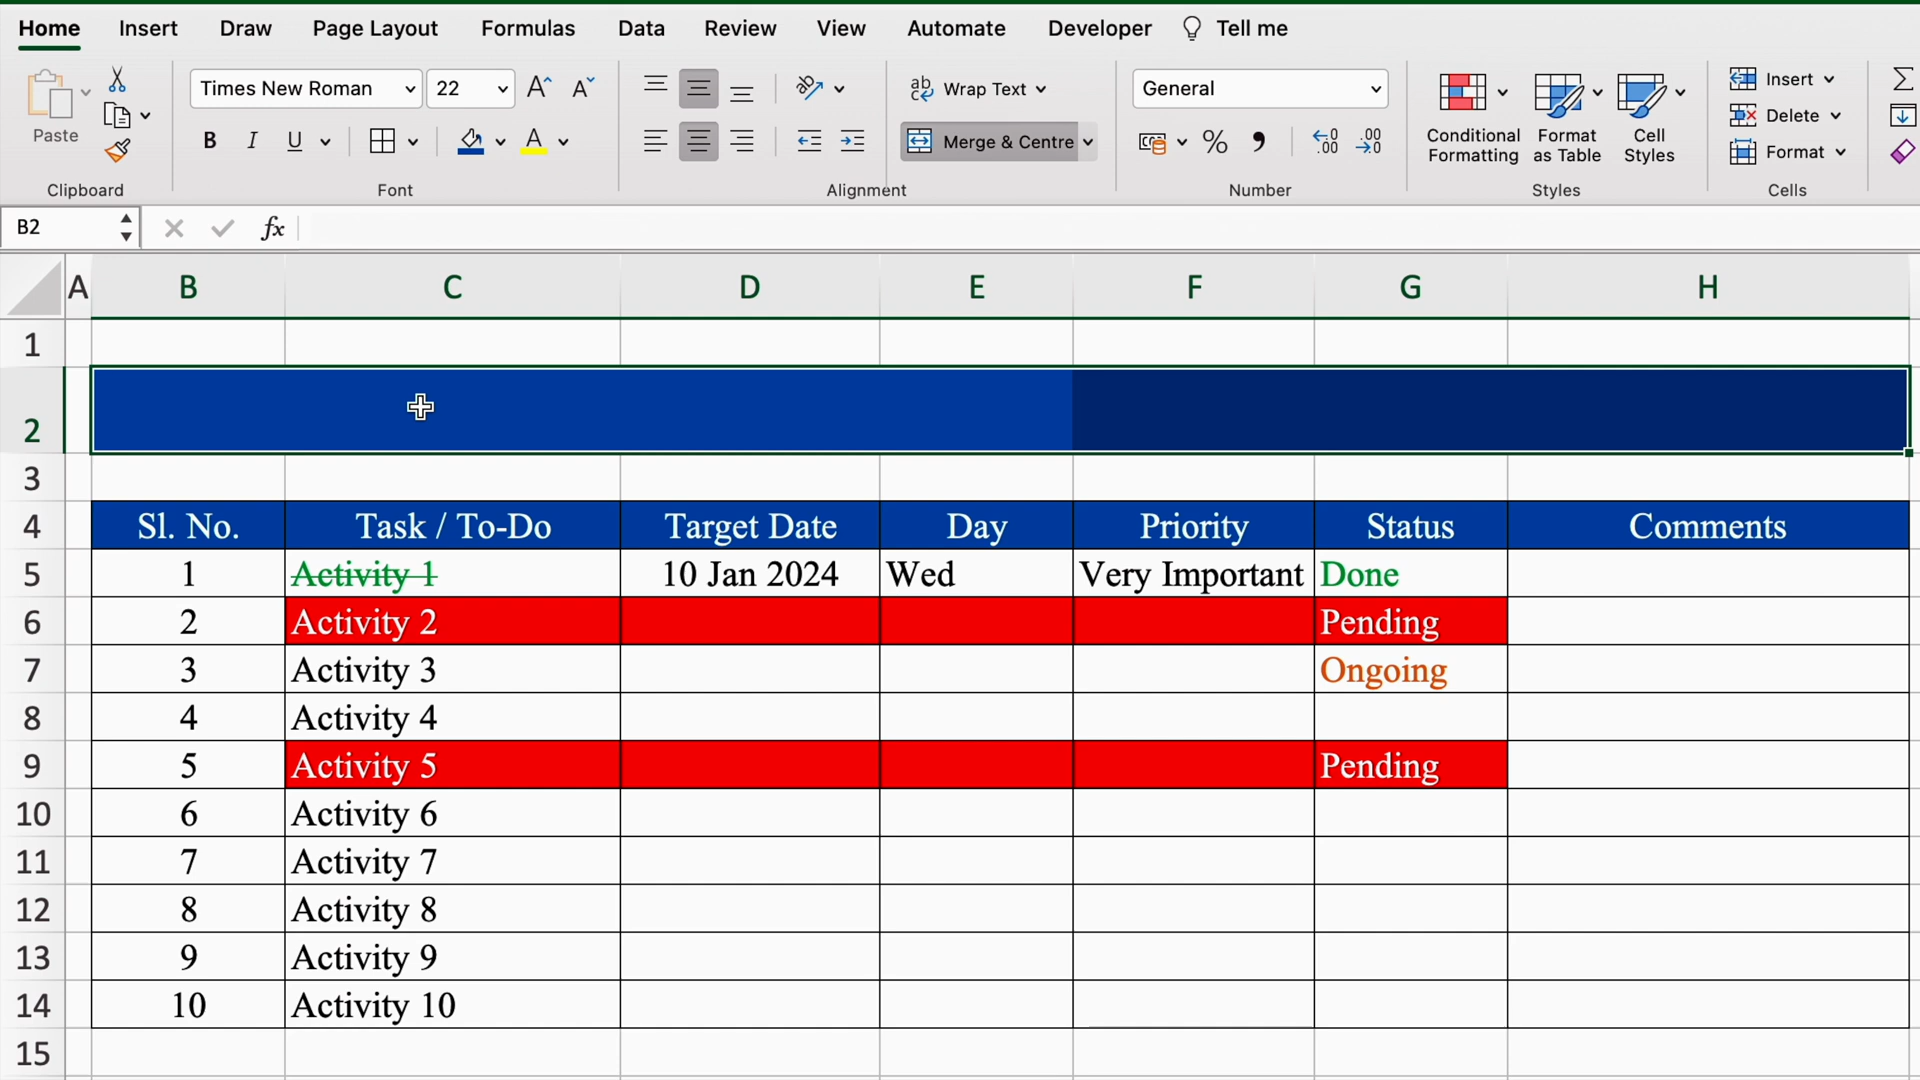 Home Insert Draw Page Layout Formulas Data Review View Automate Developer Tell me
Paste
Clipboard
Times New Roman 22 A^ A˅
B I U A
Font
ab Wrap Text
Merge & Centre
Alignment
General
% 9 .00 .00
Number
Conditional Formatting
Format as Table
Cell Styles
Styles
Insert
Delete
Format
Cells
B2 fx
A B C D E F G H
1
2
3
4 Sl. No. Task / To-Do Target Date Day Priority Status Comments
5 1 Activity 1 10 Jan 2024 Wed Very Important Done
6 2 Activity 2 Pending
7 3 Activity 3 Ongoing
8 4 Activity 4
9 5 Activity 5 Pending
10 6 Activity 6
11 7 Activity 7
12 8 Activity 8
13 9 Activity 9
14 10 Activity 10
15